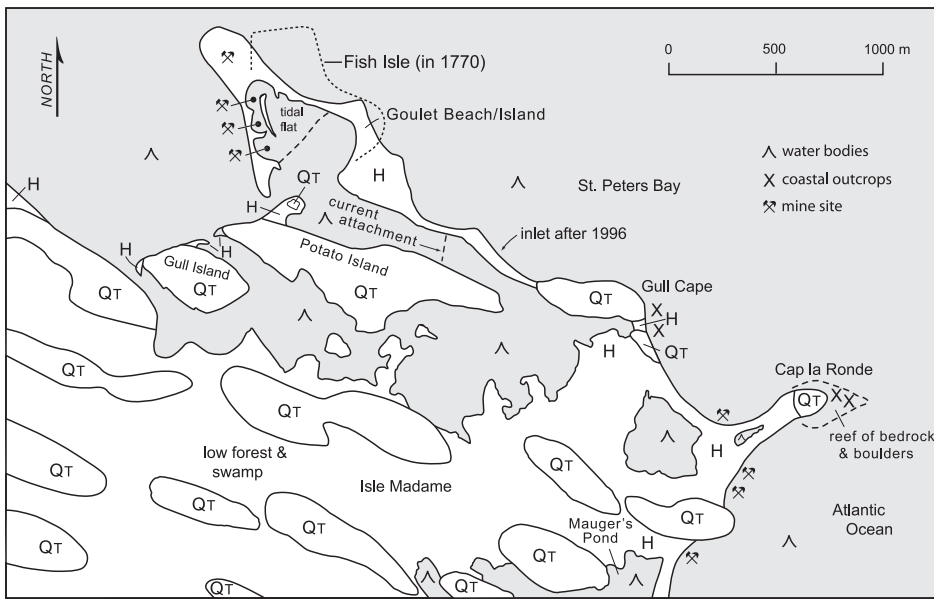 NORTH
Fish Isle (in 1770)
0 500 1000 m
tidal
flat
Goulet Beach/Island
water bodies
coastal outcrops
mine site
H
QT
H
H
St. Peters Bay
current
attachment
inlet after 1996
H
H
Gull Island
QT
Potato Island
QT
QT
QT
Gull Cape
H
QT
H
QT
Cap la Ronde
QT
QT
reef of bedrock
& boulders
low forest &
swamp
QT
H
QT
Isle Madame
QT
QT
QT
Atlantic
Ocean
Mauger's
Pond
H
QT
QT
QT
QT